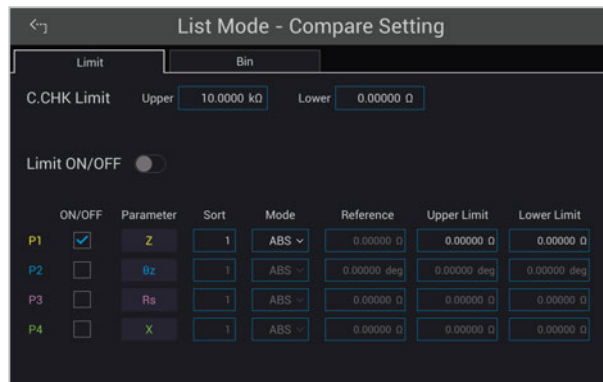 List Mode - Compare Setting
Limit Bin
C.CHK Limit Upper 10.0000 kΩ Lower 0.00000 Ω
Limit ON/OFF
ON/OFF Parameter Sort Mode Reference Upper Limit Lower Limit
P1 Z 1 ABS 0.00000 Ω 0.00000 Ω 0.00000 Ω
P2 θz 1 ABS 0.00000 deg 0.00000 deg 0.00000 deg
P3 Rs 1 ABS 0.00000 Ω 0.00000 Ω 0.00000 Ω
P4 X 1 ABS 0.00000 Ω 0.00000 Ω 0.00000 Ω